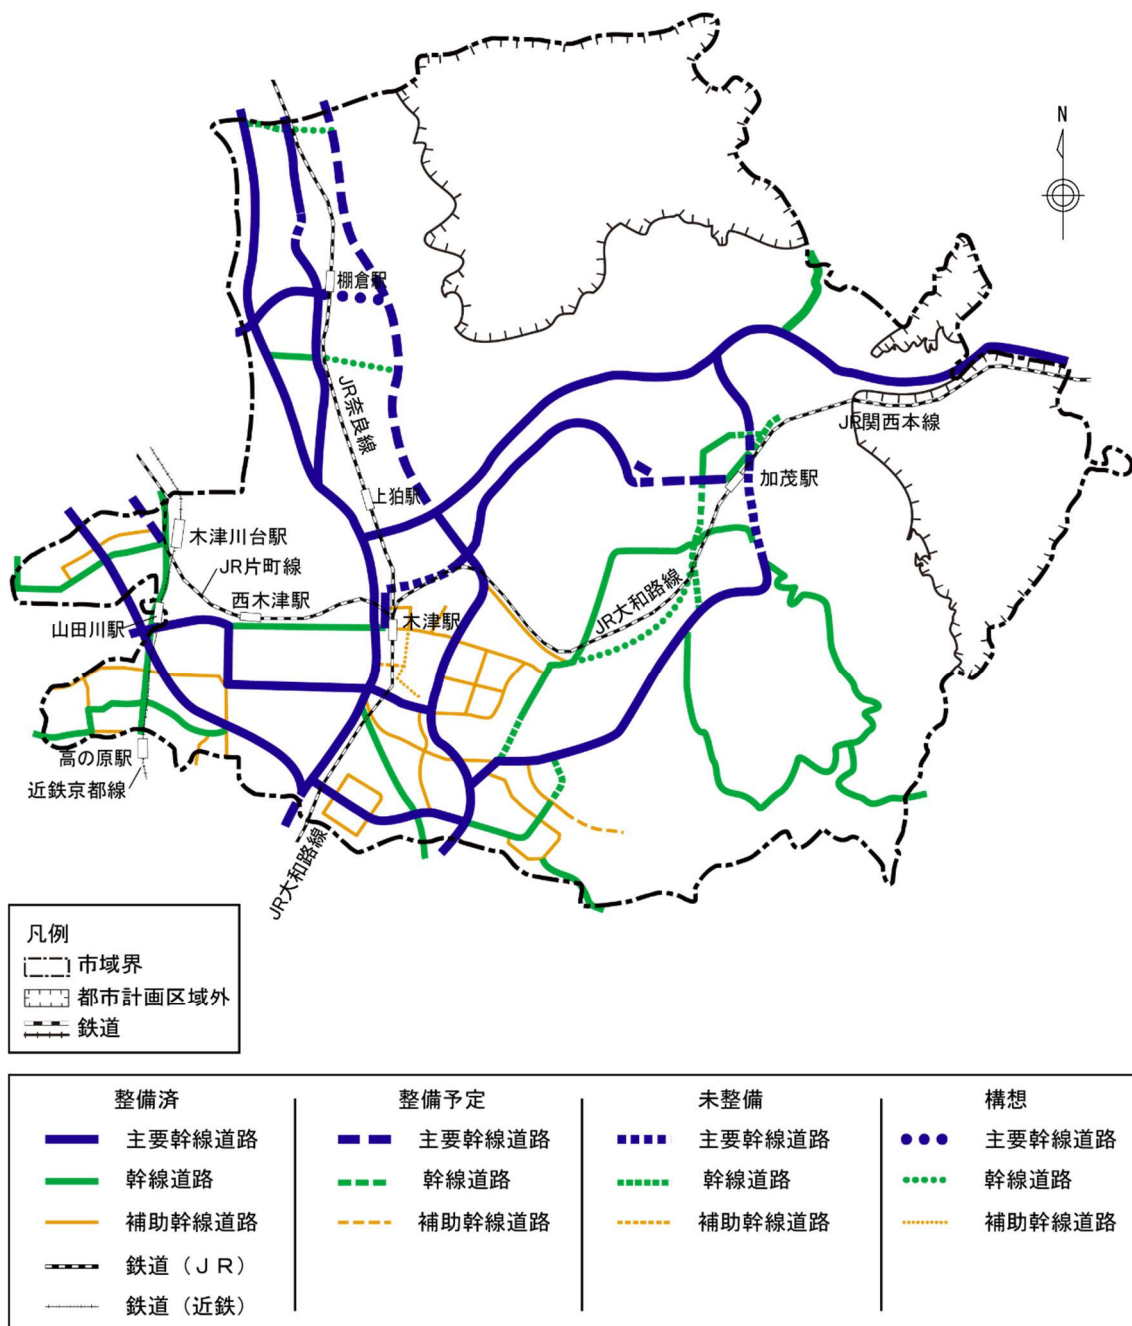 N
棚倉駅
JR奈良線
JR関西本線
上狛駅
加茂駅
木津川台駅
JR片町線
西木津駅
JR大和路線
山田川駅
木津駅
高の原駅
近鉄京都線
JR大和路線
凡例
市域界
都市計画区域外
鉄道
整備済
主要幹線道路
幹線道路
補助幹線道路
鉄道（ＪＲ）
鉄道（近鉄）
整備予定
主要幹線道路
幹線道路
補助幹線道路
未整備
主要幹線道路
幹線道路
補助幹線道路
構想
主要幹線道路
幹線道路
補助幹線道路